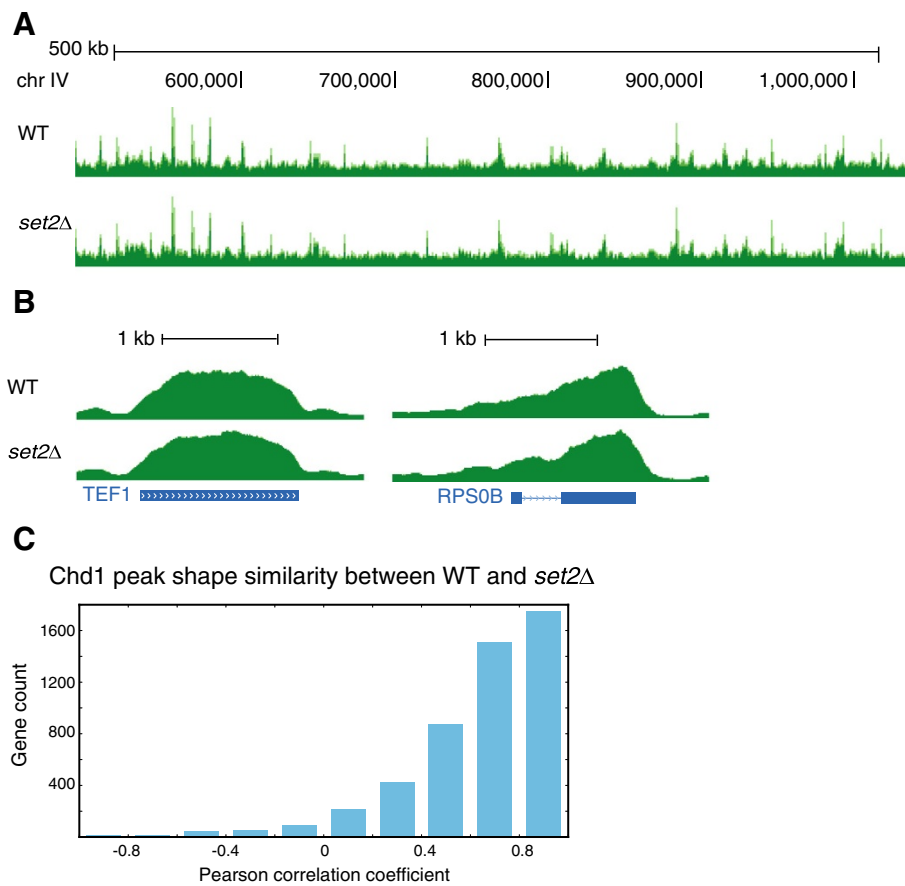 A
500 kb
chr IV 600,000 700,000 800,000 900,000 1,000,000
WT
set2Δ
B
1 kb 1 kb
WT
set2Δ
TEF1 RPS0B
C
Chd1 peak shape similarity between WT and set2Δ
1600
1200
800
400
Gene count
-0.8 -0.4 0 0.4 0.8
Pearson correlation coefficient